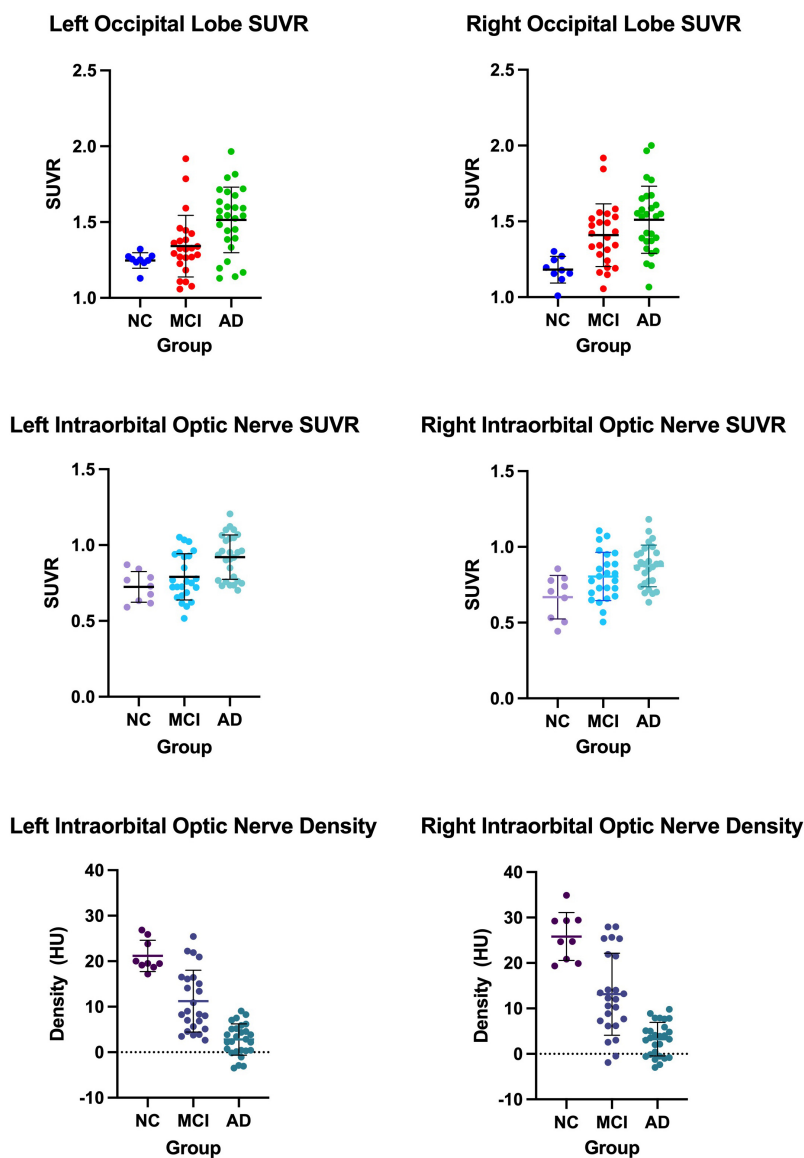 Left Occipital Lobe SUVR
2.5
2.0
1.5
1.0
SUVR
NC MCI AD
Group
Right Occipital Lobe SUVR
2.5
2.0
1.5
1.0
SUVR
NC MCI AD
Group
Left Intraorbital Optic Nerve SUVR
1.5
1.0
0.5
0.0
SUVR
NC MCI AD
Group
Right Intraorbital Optic Nerve SUVR
1.5
1.0
0.5
0.0
SUVR
NC MCI AD
Group
Left Intraorbital Optic Nerve Density
40
30
20
10
0
-10
Density (HU)
NC MCI AD
Group
Right Intraorbital Optic Nerve Density
40
30
20
10
0
-10
Density (HU)
NC MCI AD
Group